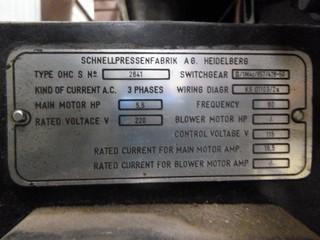 SCHNELLPRESSENFABRIK A.G. HEIDELBERG
TYPE OHC S No 2841 SWITCHGEAR
KIND OF CURRENT A.C. 3 PHASES WIRING DIAGR
MAIN MOTOR HP 5,5 FREQUENCY 60
RATED VOLTAGE V 220 BLOWER MOTOR HP
CONTROL VOLTAGE V 115
RATED CURRENT FOR MAIN MOTOR AMP.
RATED CURRENT FOR BLOWER MOTOR AMP